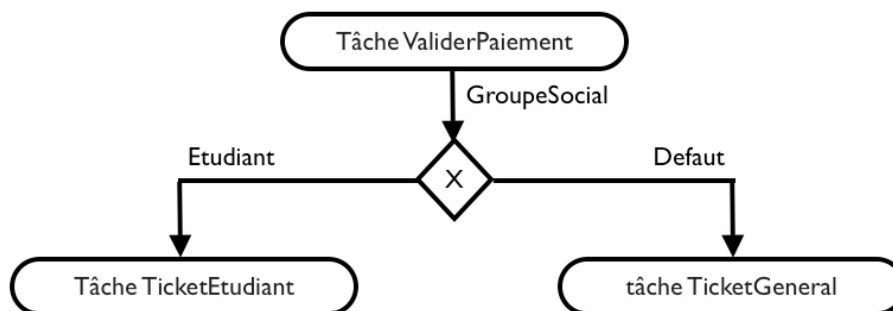 Tâche ValiderPaiement
GroupeSocial
Etudiant
Defaut
X
Tâche TicketEtudiant
tâche TicketGeneral